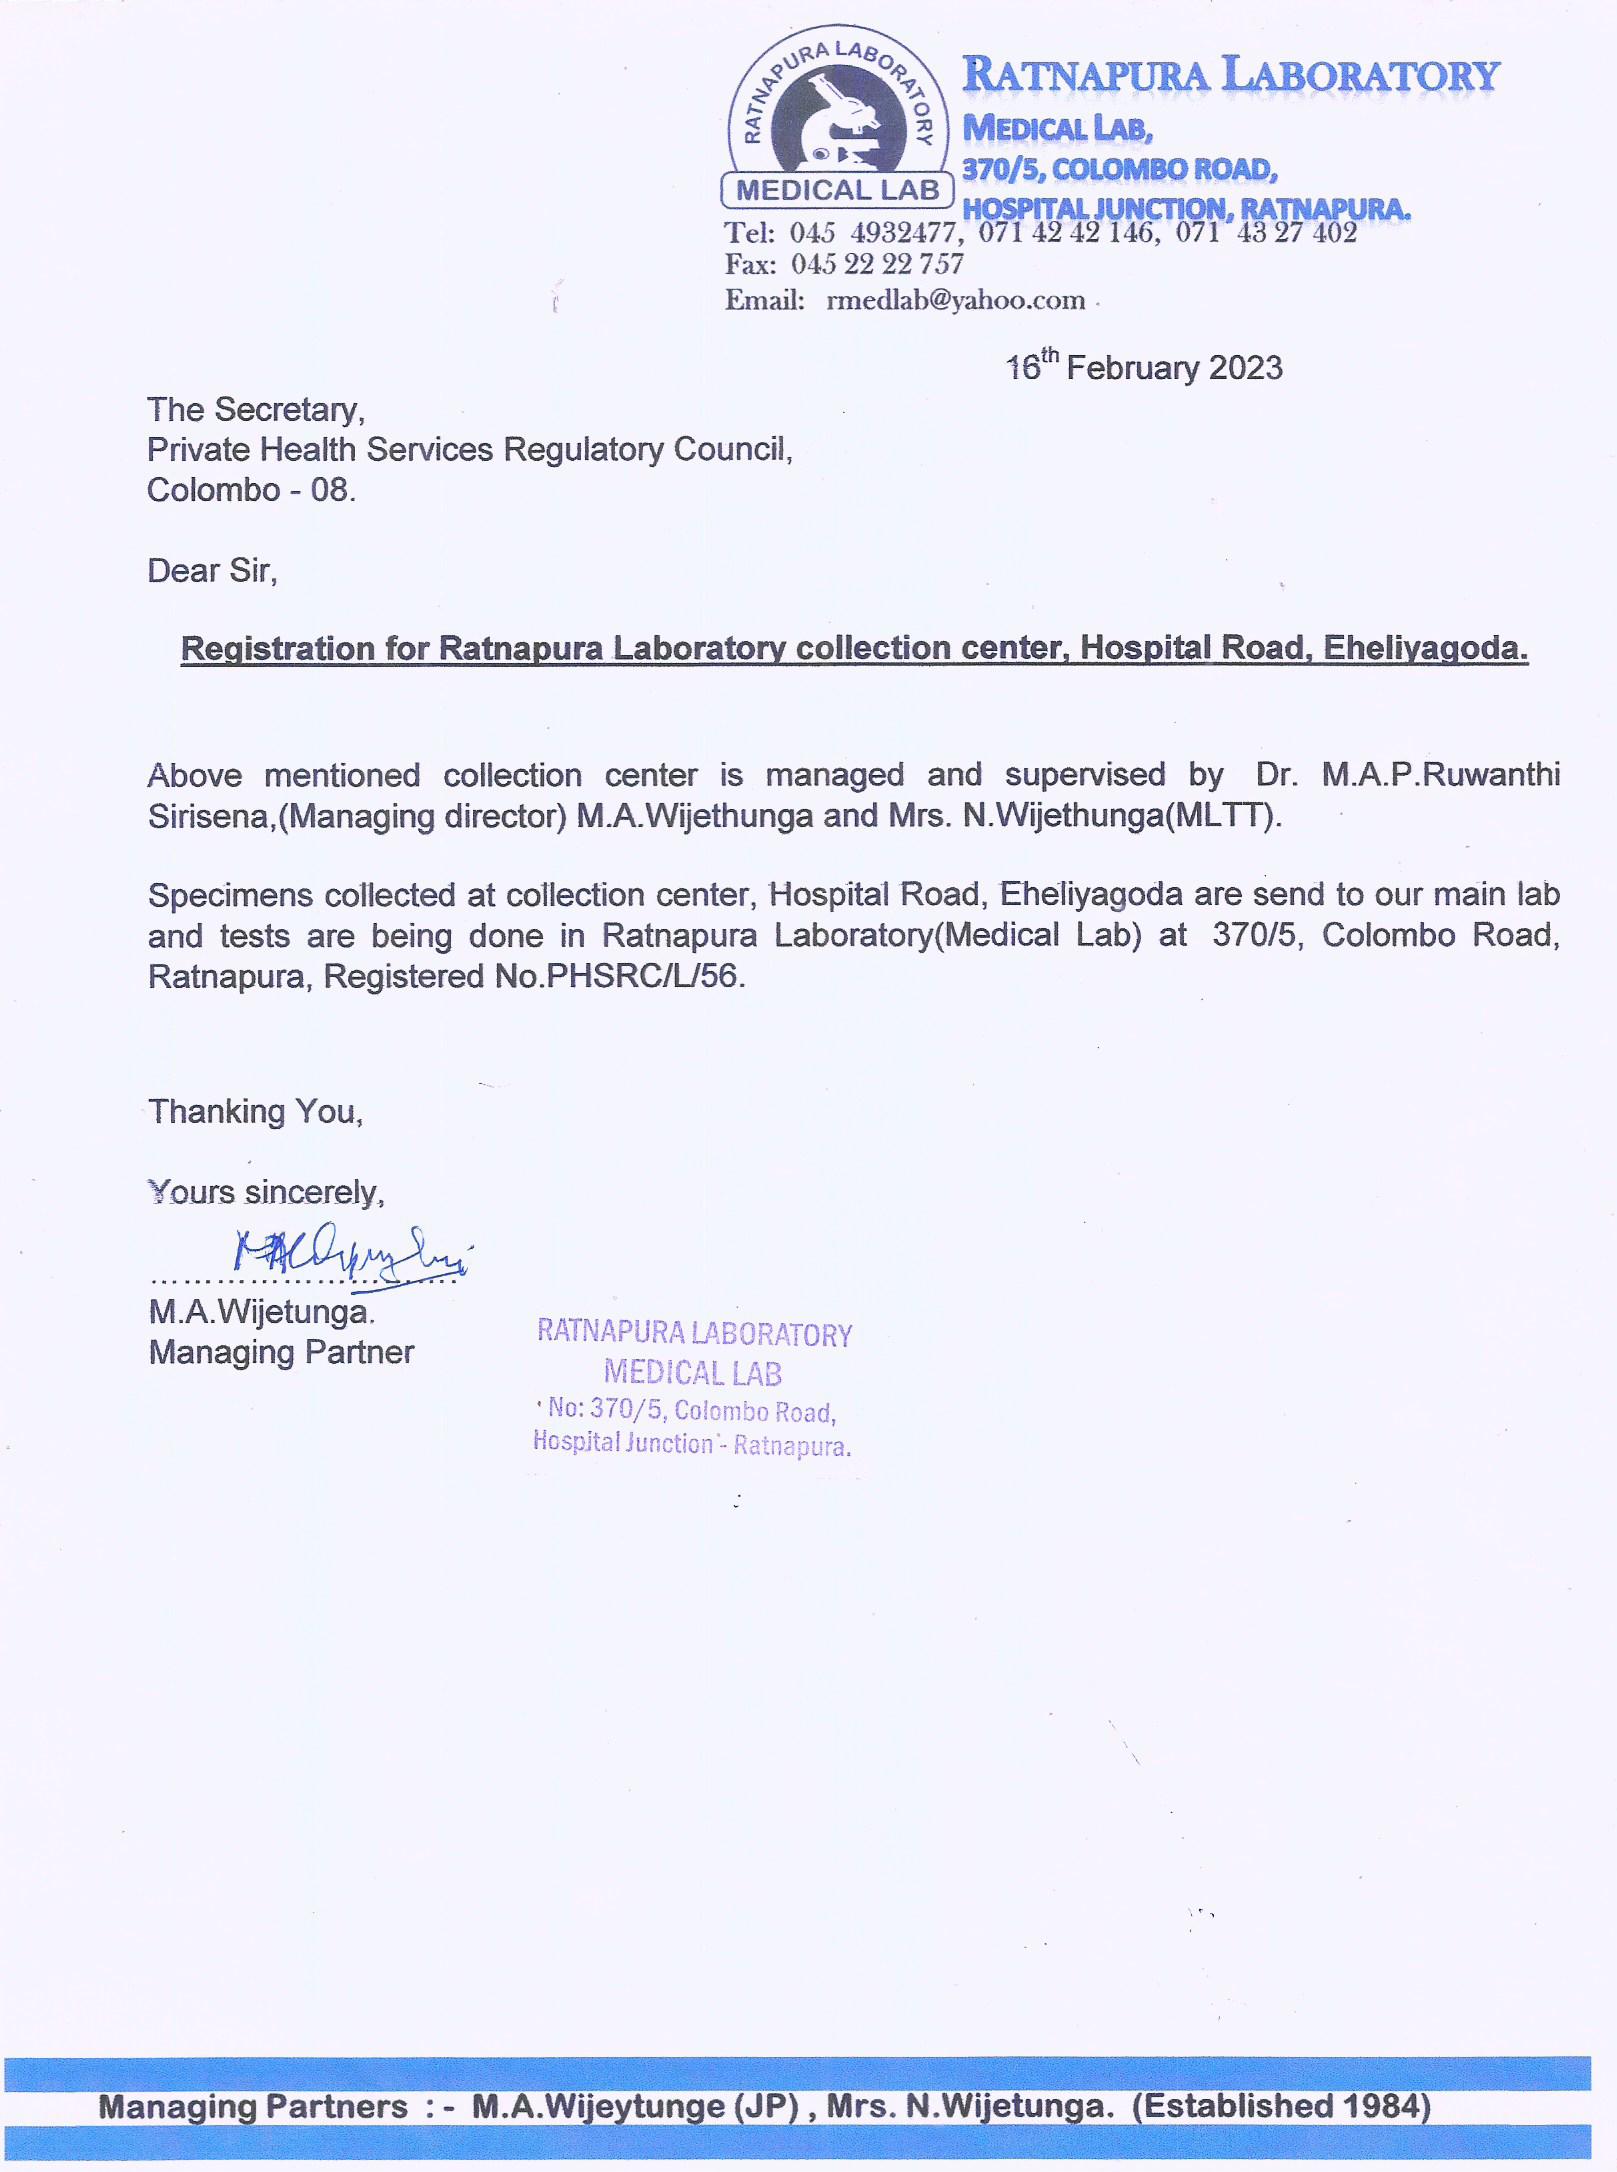 RATNAPURA LABORATORY
MEDICAL LAB
RATNAPURA LABORATORY
MEDICAL LAB,
370/5, COLOMBO ROAD,
HOSPITAL JUNCTION, RATNAPURA.
Tel: 045 4932477, 071 42 42 146, 071 43 27 402
Fax: 045 22 22 757
Email: rmedlab@yahoo.com
16th February 2023
The Secretary,
Private Health Services Regulatory Council,
Colombo - 08.
Dear Sir,
Registration for Ratnapura Laboratory collection center, Hospital Road, Eheliyagoda.
Above mentioned collection center is managed and supervised by Dr. M.A.P.Ruwanthi
Sirisena,(Managing director) M.A.Wijethunga and Mrs. N.Wijethunga(MLTT).
Specimens collected at collection center, Hospital Road, Eheliyagoda are send to our main lab
and tests are being done in Ratnapura Laboratory(Medical Lab) at 370/5, Colombo Road,
Ratnapura, Registered No.PHSRC/L/56.
Thanking You,
Yours sincerely,
M.A.Wijetunga.
Managing Partner
RATNAPURA LABORATORY
MEDICAL LAB
No: 370/5, Colombo Road,
Hospital Junction - Ratnapura.
Managing Partners : - M.A.Wijeytunge (JP) , Mrs. N.Wijetunga. (Established 1984)